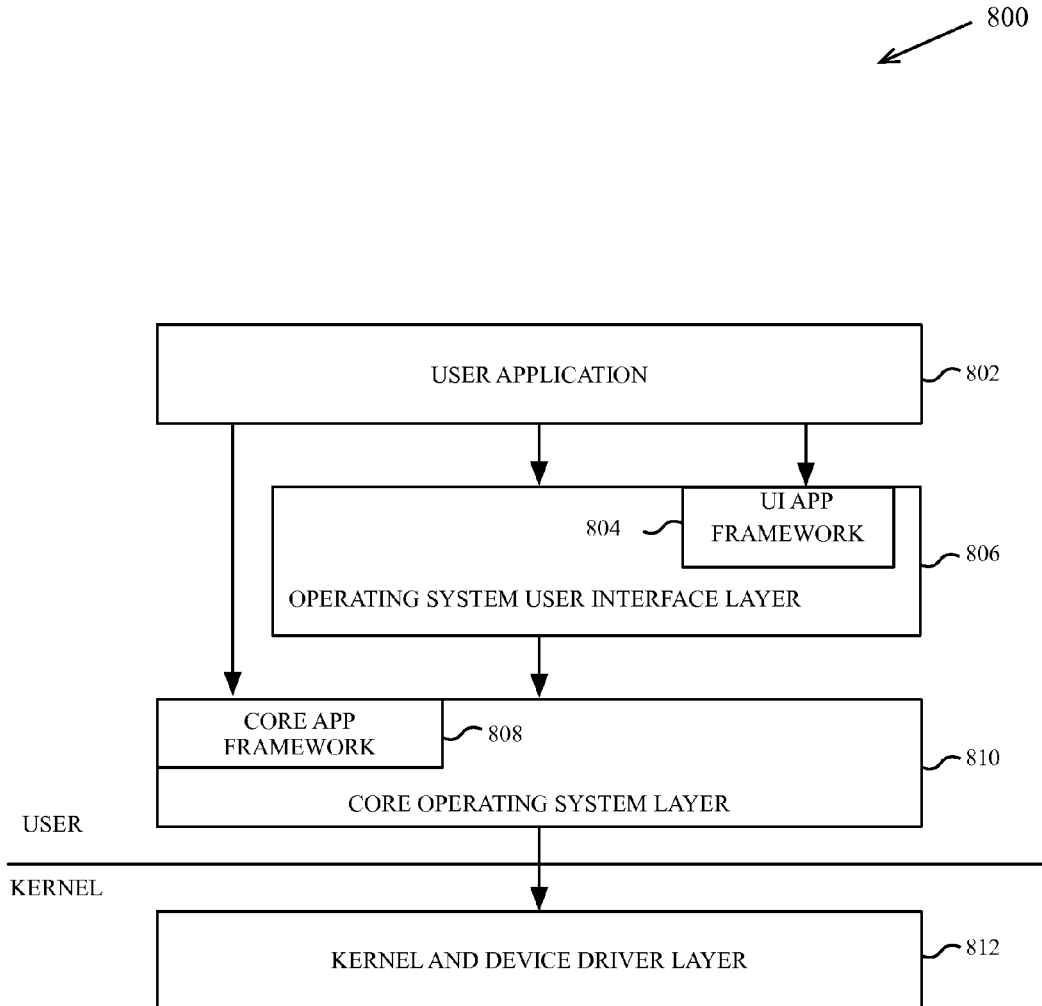 800
USER APPLICATION
802
UI APP
FRAMEWORK
804
806
OPERATING SYSTEM USER INTERFACE LAYER
CORE APP
FRAMEWORK
808
810
CORE OPERATING SYSTEM LAYER
USER
KERNEL
KERNEL AND DEVICE DRIVER LAYER
812